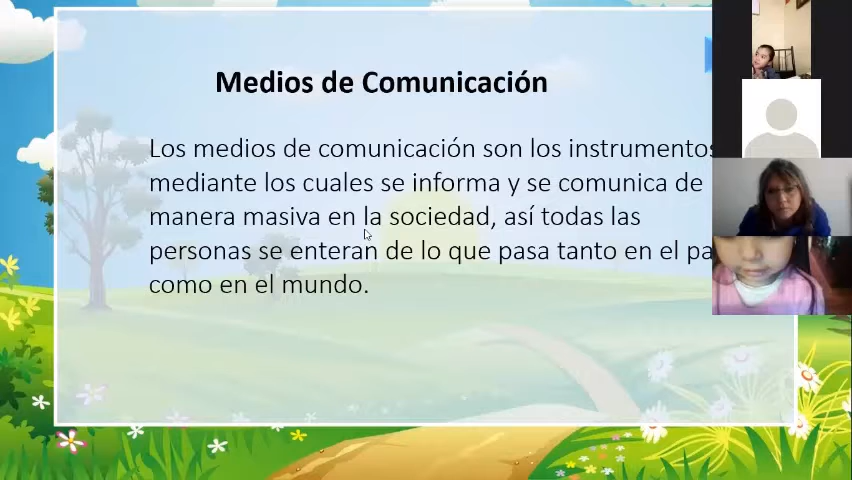 Medios de Comunicación
Los medios de comunicación son los instrumentos
mediante los cuales se informa y se comunica de
manera masiva en la sociedad, así todas las
personas se enteran de lo que pasa tanto en el
como en el mundo.